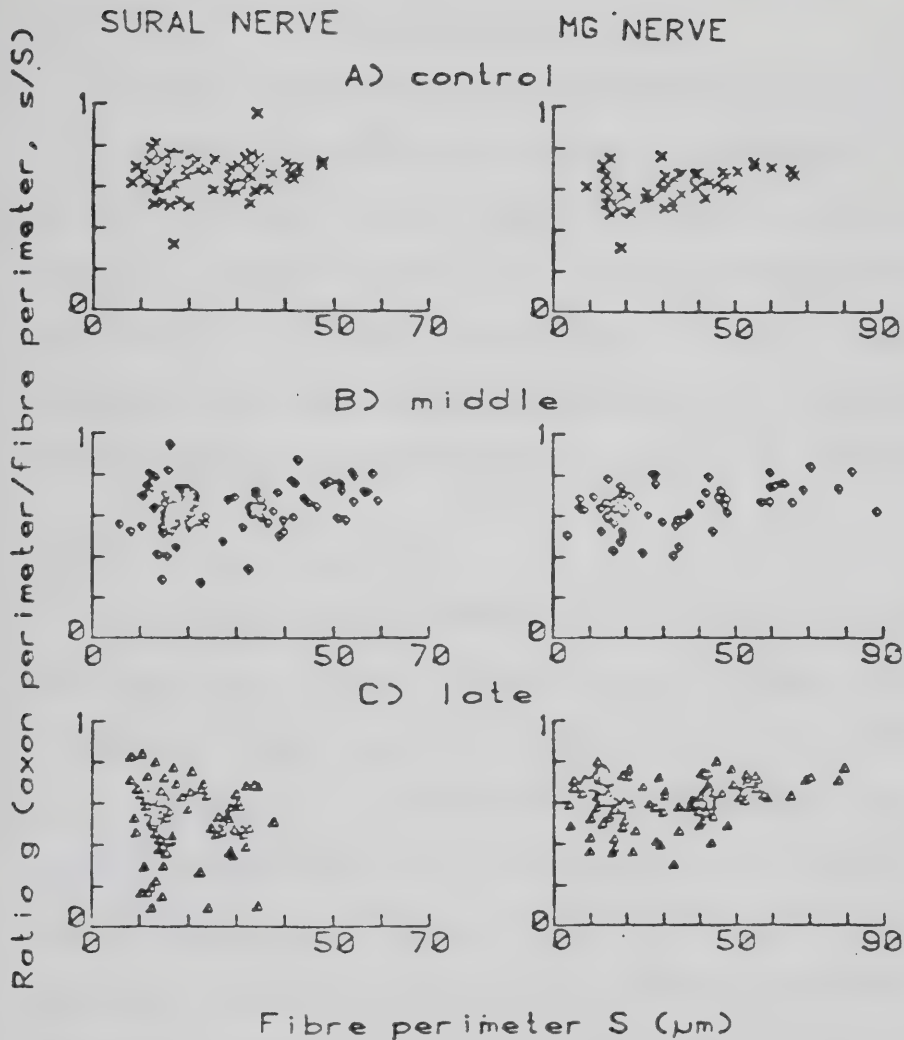 SURAL NERVE MG NERVE
A) control
Ratio g (axon perimeter/fibre perimeter, s/S)
1 1
0 0
0 50 70 0 50 90
B) middle
1 1
0 0
0 50 70 0 50 90
C) late
1 1
0 0
0 50 70 0 50 90
Fibre perimeter S (µm)